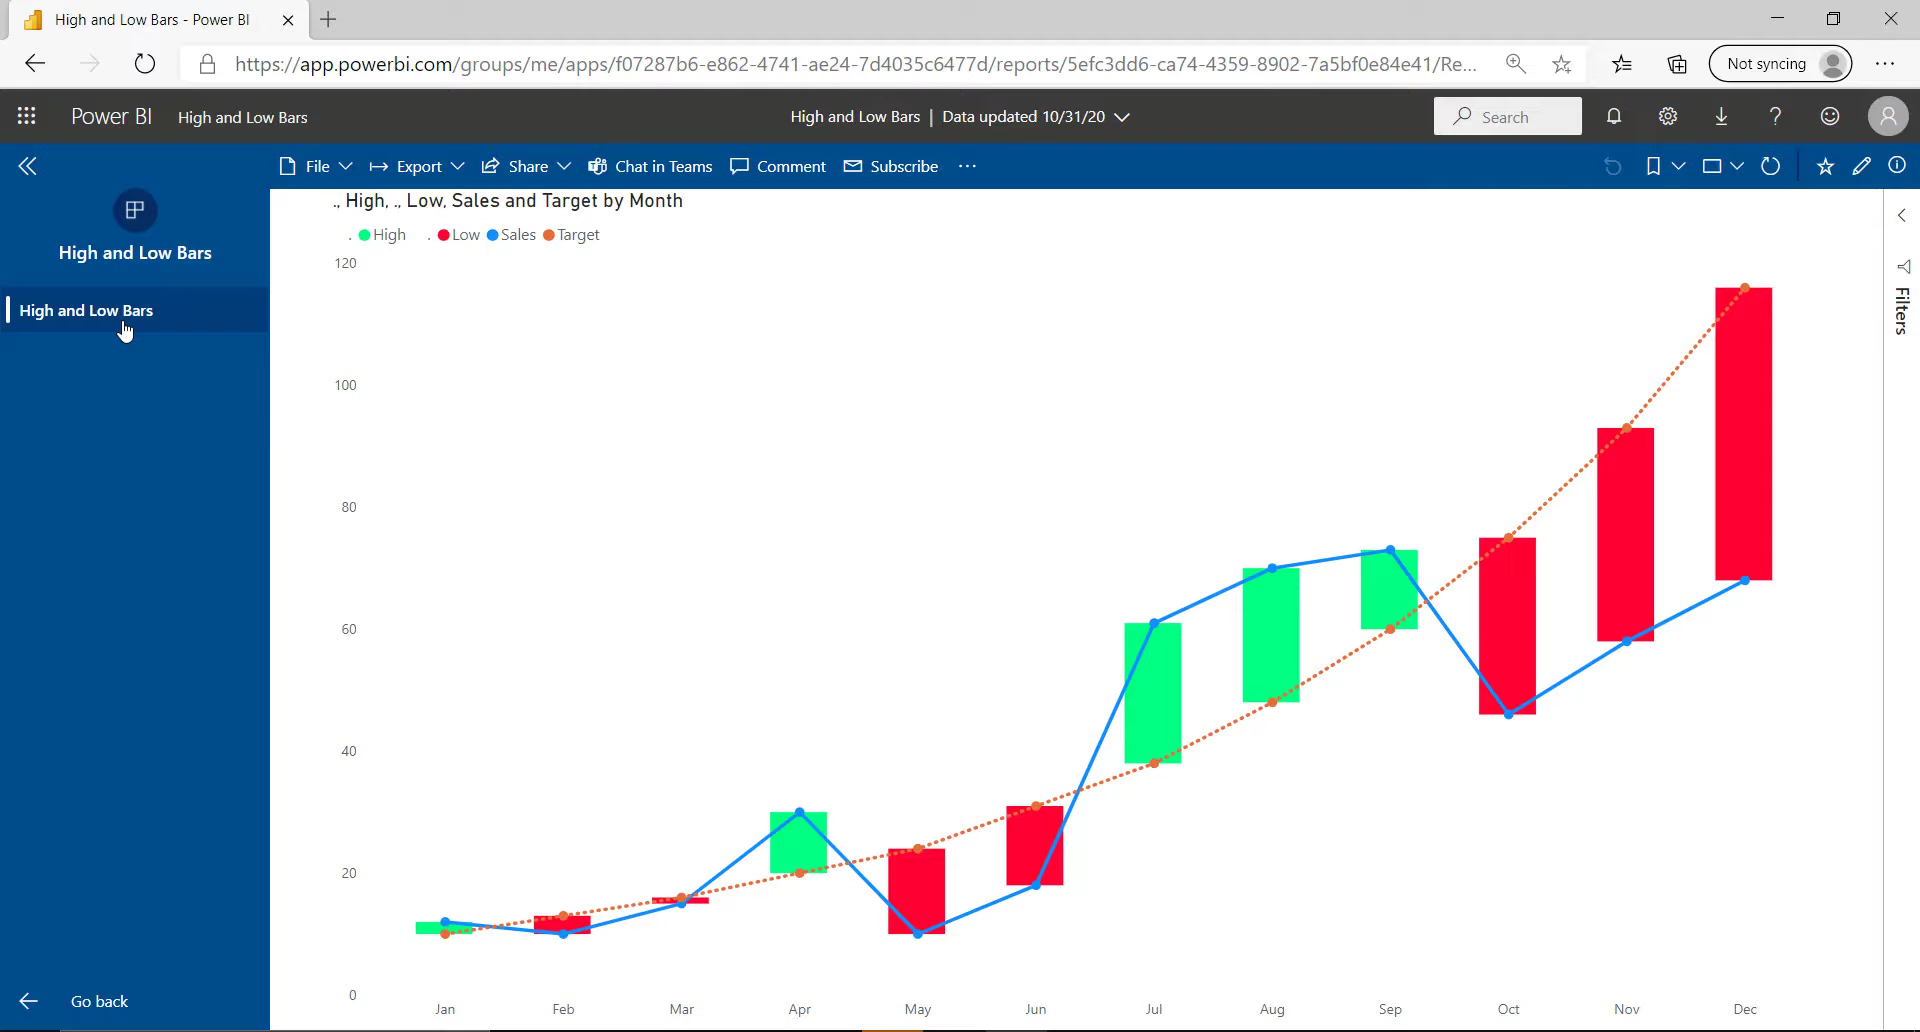 High and Low Bars - Power BI
https://app.powerbi.com/groups/me/apps/f07287b6-e862-4741-ae24-7d4035c6477d/reports/5efc3dd6-ca74-4359-8902-7a5bf0e84e41/Re...
Not syncing
Power BI High and Low Bars
High and Low Bars | Data updated 10/31/20
Search
File Export Share Chat in Teams Comment Subscribe
High and Low Bars
High and Low Bars
Go back
., High, ., Low, Sales and Target by Month
. High . Low Sales Target
120
100
80
60
40
20
0
Jan Feb Mar Apr May Jun Jul Aug Sep Oct Nov Dec
Filters